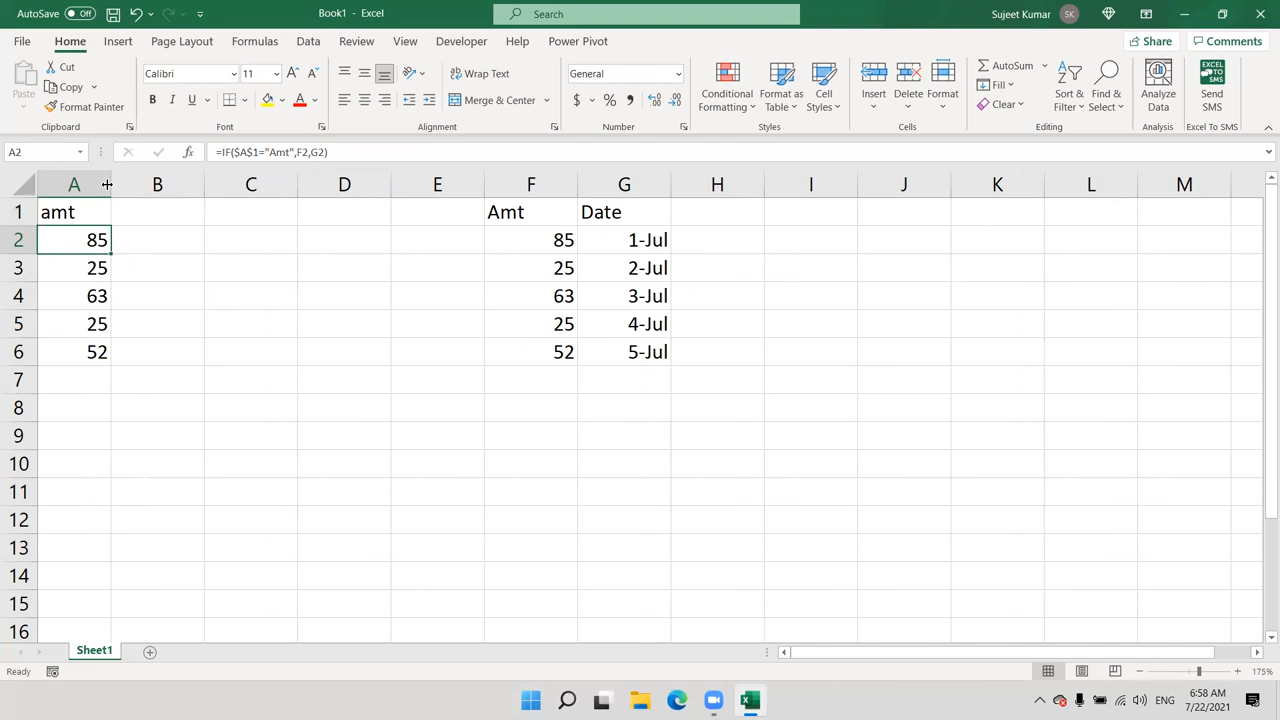 AutoSave Off Book1 - Excel Search Sujeet Kumar SK
File Home Insert Page Layout Formulas Data Review View Developer Help Power Pivot Share Comments
Paste Cut Copy Format Painter Clipboard
Calibri 11 B I U A Font
Wrap Text Merge & Center Alignment
General $ % , Number
Conditional Formatting Format as Table Cell Styles Styles
Insert Delete Format Cells
AutoSum Fill Clear Sort & Filter Find & Select Editing
Analyze Data Analysis
Send SMS Excel To SMS
A2 fx =IF($A$1="Amt",F2,G2)
A B C D E F G H I J K L M
1 amt Amt Date
2 85 85 1-Jul
3 25 25 2-Jul
4 63 63 3-Jul
5 25 25 4-Jul
6 52 52 5-Jul
7
8
9
10
11
12
13
14
15
16
Sheet1
Ready 175%
ENG 6:58 AM
7/22/2021